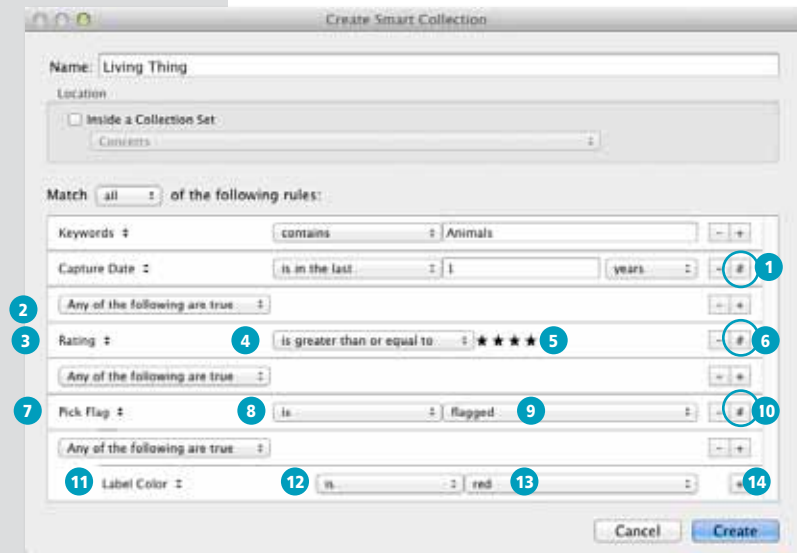 Create Smart Collection
Name: Living Thing
Location
Inside a Collection Set
Concerts
Match all of the following rules:
Keywords contains Animals - +
Capture Date is in the last 1 years - # 1
2 Any of the following are true - +
3 Rating 4 is greater than or equal to ★★★★ 5 - # 6
Any of the following are true - +
7 Pick Flag 8 is flagged 9 - # 10
Any of the following are true - +
11 Label Color 12 is red 13 + 14
Cancel Create